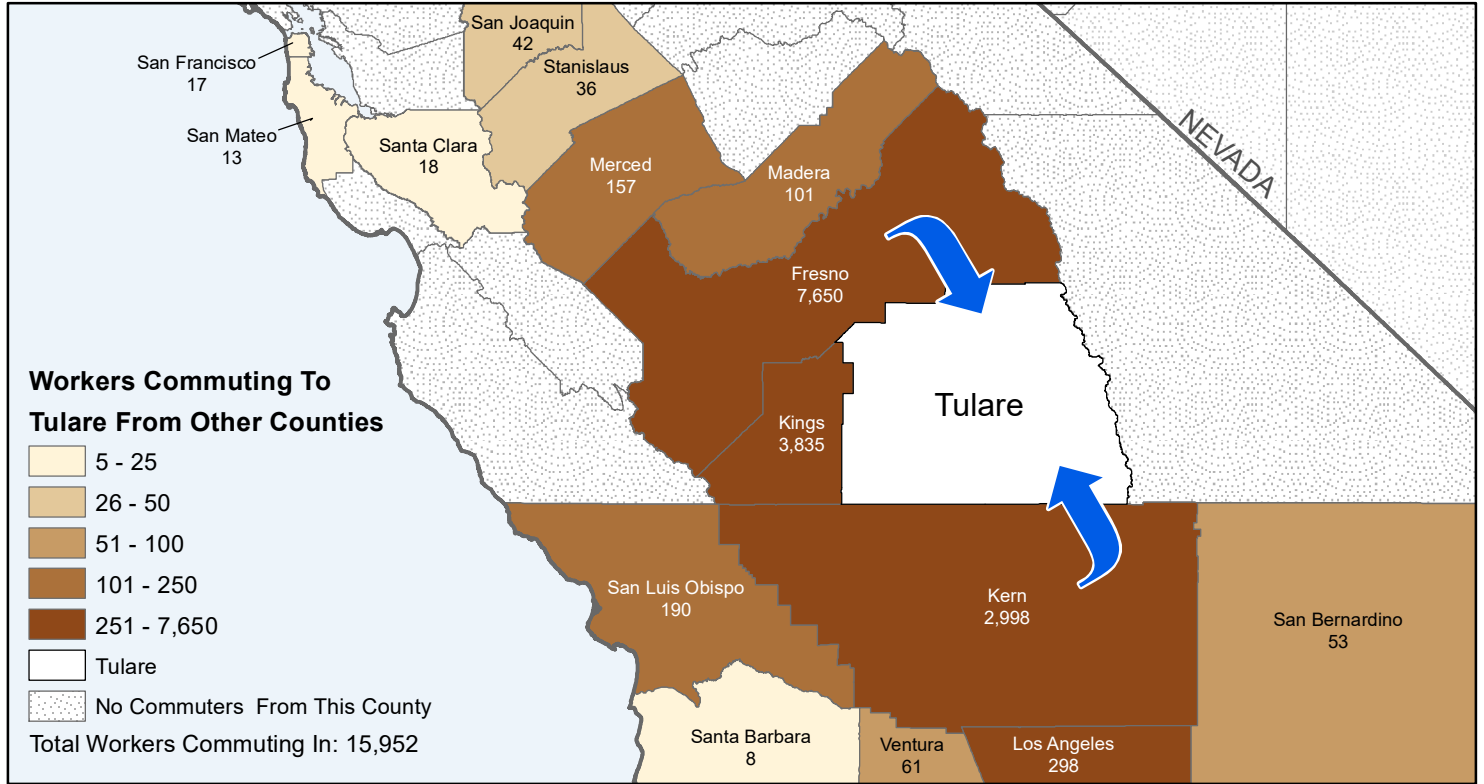 San Joaquin
42
San Francisco
17
Stanislaus
36
San Mateo
13
Santa Clara
18
Merced
157
Madera
101
NEVADA
Fresno
7,650
Tulare
Kings
3,835
San Luis Obispo
190
Kern
2,998
San Bernardino
53
Santa Barbara
8
Ventura
61
Los Angeles
298
Workers Commuting To
Tulare From Other Counties
5 - 25
26 - 50
51 - 100
101 - 250
251 - 7,650
Tulare
No Commuters From This County
Total Workers Commuting In: 15,952